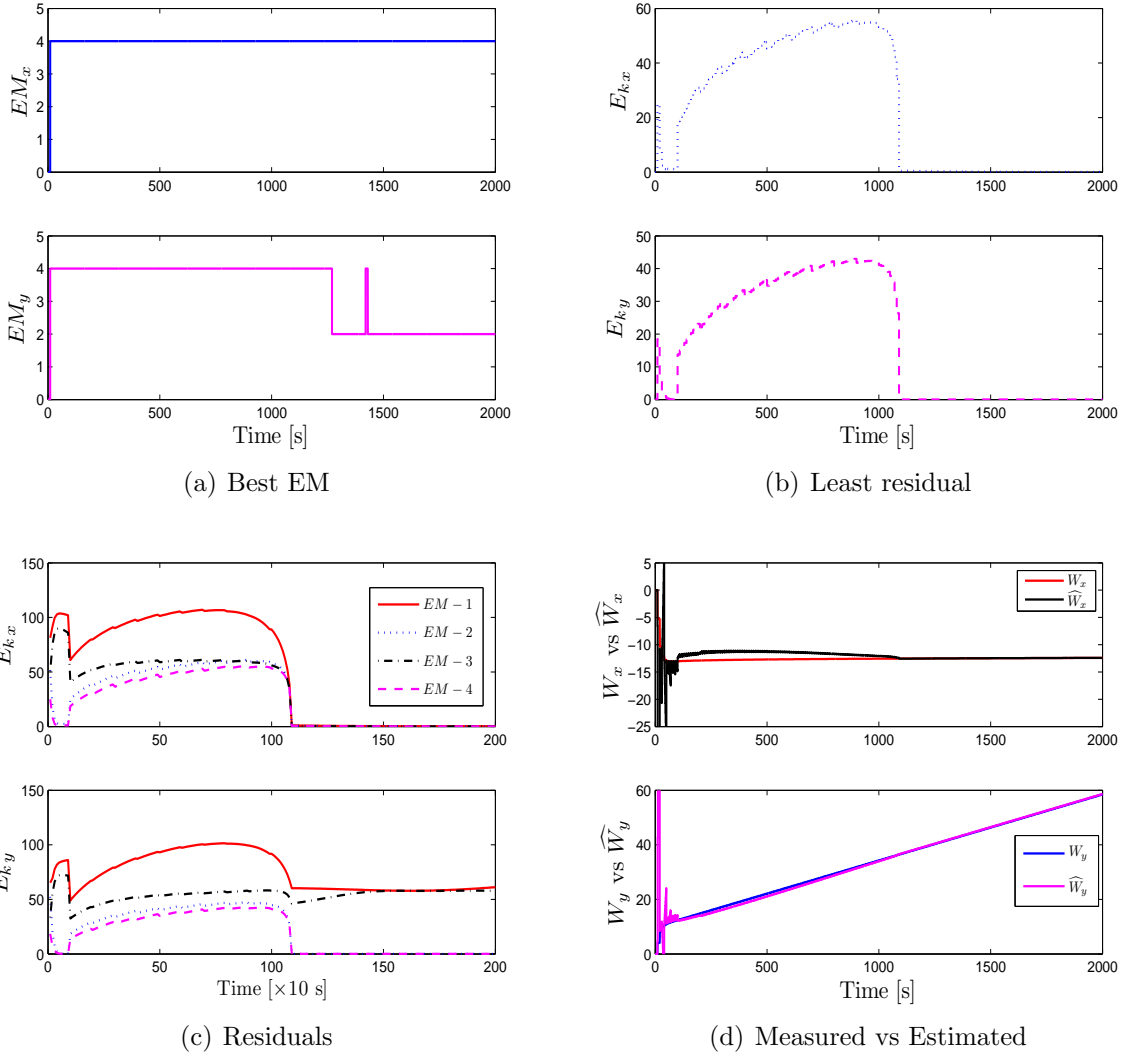 5
4
3
2
1
0
0 500 1000 1500 2000
EM_x
5
4
3
2
1
0
0 500 1000 1500 2000
EM_y
Time [s]
(a) Best EM
60
40
20
0
0 500 1000 1500 2000
E_{kx}
50
40
30
20
10
0
0 500 1000 1500 2000
E_{ky}
Time [s]
(b) Least residual
150
100
50
0
0 50 100 150 200
E_{kx}
EM − 1
EM − 2
EM − 3
EM − 4
150
100
50
0
0 50 100 150 200
E_{ky}
Time [×10 s]
(c) Residuals
5
0
−5
−10
−15
−20
−25
0 500 1000 1500 2000
W_x vs \widehat{W}_x
W_x
\widehat{W}_x
60
40
20
0
0 500 1000 1500 2000
W_y vs \widehat{W}_y
W_y
\widehat{W}_y
Time [s]
(d) Measured vs Estimated